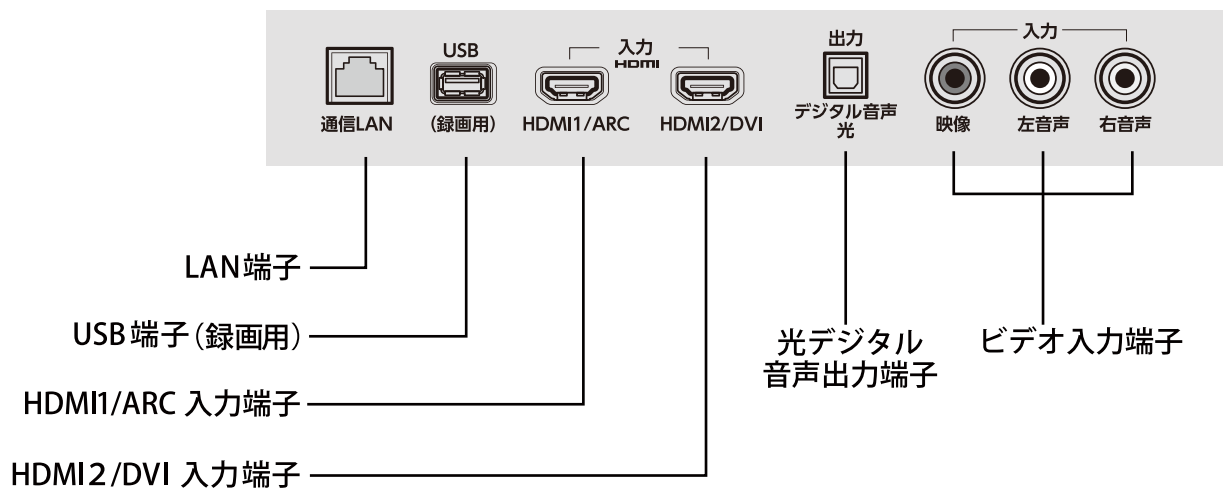 USB
入力
HDMI
出力
入力
通信LAN
(録画用)
HDMI1/ARC
HDMI2/DVI
デジタル音声
光
映像
左音声
右音声
LAN端子
USB端子(録画用)
HDMI1/ARC 入力端子
HDMI2/DVI 入力端子
光デジタル
音声出力端子
ビデオ入力端子